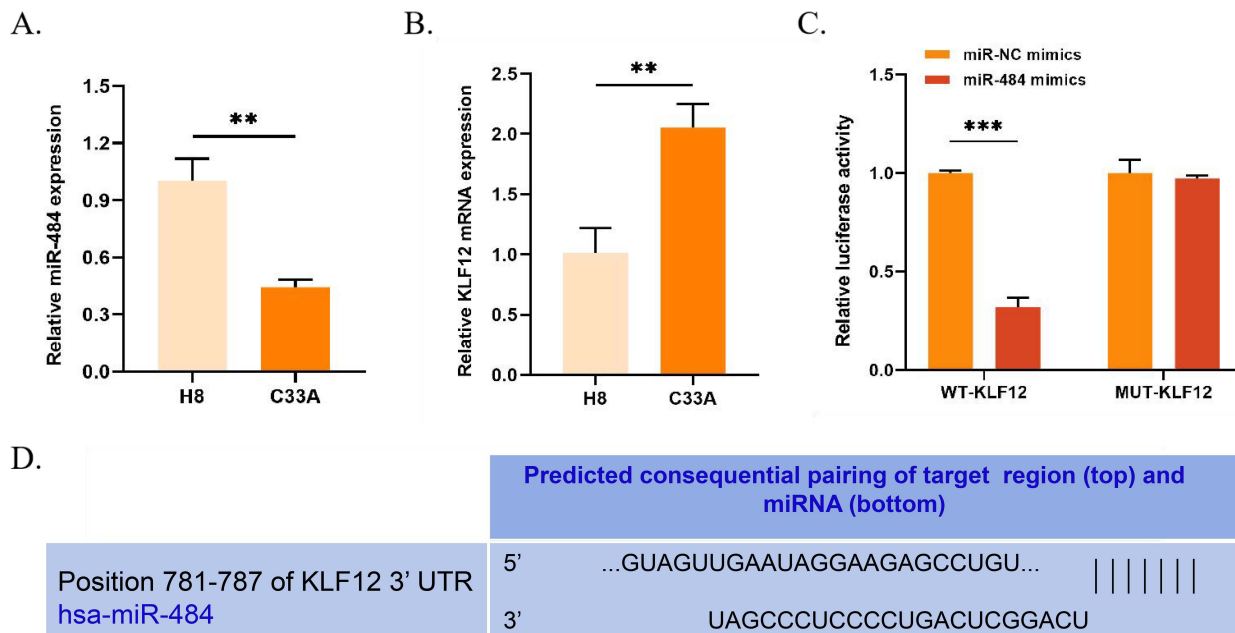 A.
Relative miR-484 expression
1.5
1.2
0.9
0.6
0.3
0.0
**
H8
C33A
B.
Relative KLF12 mRNA expression
2.5
2.0
1.5
1.0
0.5
0.0
**
H8
C33A
C.
miR-NC mimics
miR-484 mimics
Relative luciferase activity
1.5
1.0
0.5
0.0
***
WT-KLF12
MUT-KLF12
D.
Predicted consequential pairing of target region (top) and
miRNA (bottom)
Position 781-787 of KLF12 3’ UTR
hsa-miR-484
5’ ...GUAGUUGAAUAGGAAGAGCCUGU...
3’ UAGCCCUCCCCUGACUCGGACU